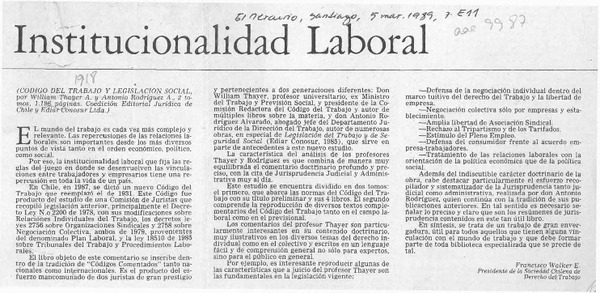 El Mercurio, Santiago, 5 mar. 1989, p. E11
9987
Institucionalidad Laboral
1918
(CODIGO DEL TRABAJO Y LEGISLACION SOCIAL,
por William Thayer A. y Antonio Rodríguez A., 2 to-
mos, 1.196 páginas. Coedición Editorial Jurídica de
Chile y Ediar-Conosur Ltda.)
EL mundo del trabajo es cada vez más complejo y
relevante. Las repercusiones de las relaciones la-
borales son importantes desde los más diversos
puntos de vista tanto en el orden económico, político,
como social.
Por eso, la institucionalidad laboral que fija las re-
glas del juego en donde se desenvuelven las vincula-
ciones entre trabajadores y empresarios tiene una re-
percusión en toda la vida de un país.
En Chile, en 1987, se dictó un nuevo Código del
Trabajo que reemplazó el de 1931. Este Código fue
producto del estudio de una Comisión de Juristas que
recopiló legislación anterior, principalmente el Decre-
to Ley N.o 2200 de 1978, con sus modificaciones sobre
Relaciones Individuales del Trabajo, los decretos le-
yes 2756 sobre Organizaciones Sindicales y 2758 sobre
Negociación Colectiva, ambos de 1979, provenientes
del denominado Plan Laboral, y la ley 18510 de 1985
sobre Tribunales del Trabajo y Procedimientos Labo-
rales.
El libro objeto de este comentario se inscribe den-
tro de la tradición de "Códigos Comentados" tanto na-
cionales como internacionales. Es el producto del es-
fuerzo mancomunado de dos juristas de gran prestigio
y pertenecientes a dos generaciones diferentes: Don
William Thayer, profesor universitario, ex Ministro
del Trabajo y Previsión Social, y presidente de la Co-
misión Redactora del Código del Trabajo y autor de
múltiples libros sobre la materia, y don Antonio Ro-
dríguez Alvarado, abogado jefe del Departamento Ju-
rídico de la Dirección del Trabajo, autor de numerosas
obras, en especial de Legislación del Trabajo y de Se-
guridad Social (Ediar Conosur, 1985), que sirve en
parte de antecedentes a este nuevo estudio.
La característica del análisis de los profesores
Thayer y Rodríguez es que combina de manera muy
equilibrada el comentario doctrinario profundo y pre-
ciso, con la cita de Jurisprudencia Judicial y Adminis-
trativa muy al día.
Este estudio se encuentra dividido en dos tomos:
el primero, que abarca las normas del Código del Tra-
bajo con su título preliminar y sus 4 libros. El segundo
comprende la reproducción de diversos textos comple-
mentarios del Código del Trabajo tanto en el campo labo-
ral como en el previsional.
Los comentarios del profesor Thayer son particu-
larmente interesantes en su contenido doctrinario,
muy ilustrativos en los diversos temas del derecho in-
dividual como en el colectivo y escritos en un lenguaje
fácil y de comprensión general no sólo para expertos,
sino para el público en general.
Por ejemplo, es interesante reproducir algunas de
las características que a juicio del profesor Thayer son
las fundamentales en la legislación vigente:
—Defensa de la negociación individual dentro del
marco tuitivo del derecho del Trabajo y la libertad de
empresa.
—Negociación colectiva sólo por empresas y esta-
blecimiento.
—Amplia libertad de Asociación Sindical.
—Rechazo al Tripartismo y de los Tarifados.
—Estímulo del Pleno Empleo.
—Defensa del consumidor frente al acuerdo em-
presa-trabajadores.
—Tratamiento de las relaciones laborales con la
orientación de la política económica que de la política
social.
Además del indiscutible carácter doctrinario de la
obra, cabe destacar particularmente el esfuerzo reco-
pilador y sistematizador de la Jurisprudencia tanto ju-
dicial como administrativa, realizada por don Antonio
Rodríguez, quien continúa con la tradición de sus pu-
blicaciones anteriores. En tal sentido es necesario se-
ñalar lo preciso y claro que son los resúmenes de juris-
prudencia contenidos en este tan útil libro.
En síntesis, se trata de un trabajo de gran enver-
gadura, útil para todos aquellos que tienen alguna vin-
culación con el mundo de trabajo y que debe formar
parte de toda biblioteca especializada que se precie de
tal.
Francisco Walker E.
Presidente de la Sociedad Chilena de
Derecho del Trabajo